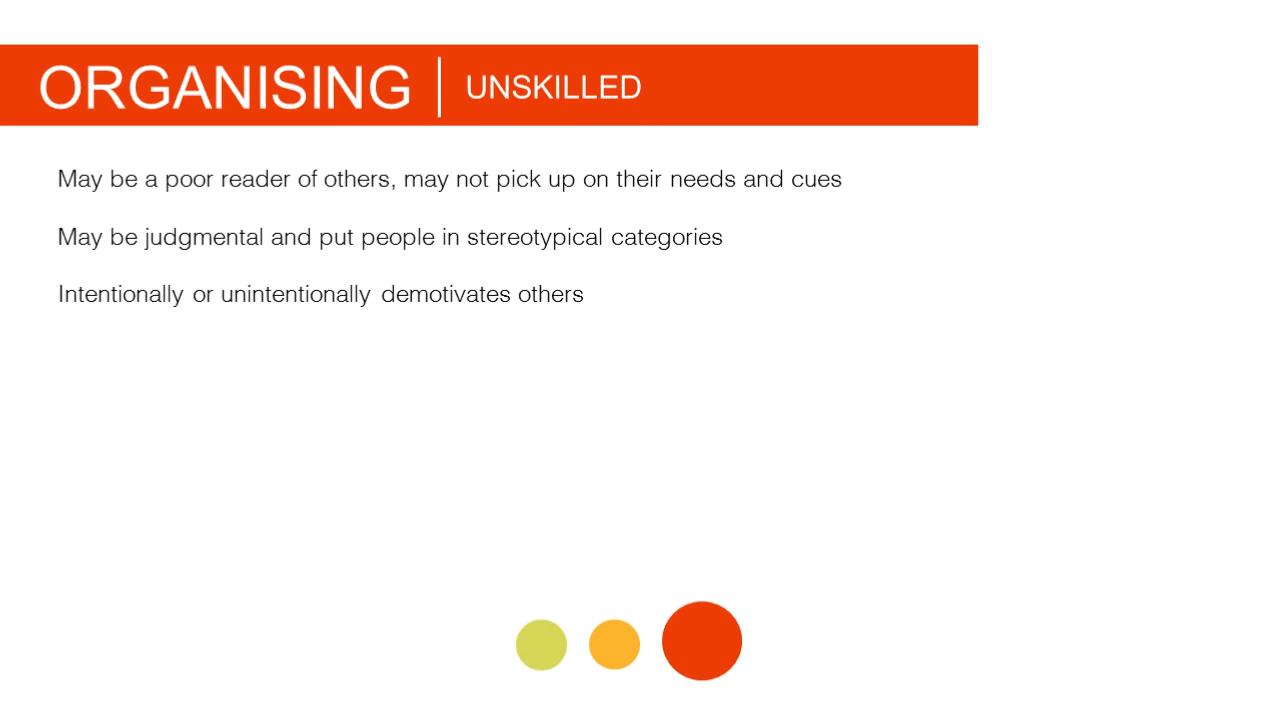 ORGANISING | UNSKILLED
May be a poor reader of others, may not pick up on their needs and cues
May be judgmental and put people in stereotypical categories
Intentionally or unintentionally demotivates others